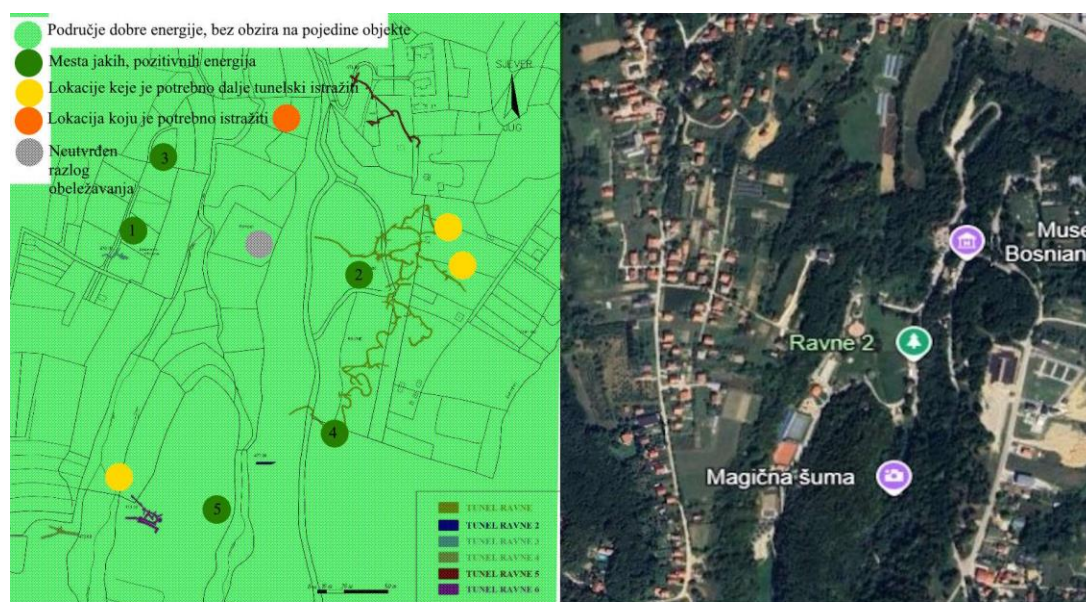 Područje dobre energije, bez obzira na pojedine objekte
Mesta jakih, pozitivnih energija
Lokacije keje je potrebno dalje tunelski istražiti
Lokacija koju je potrebno istražiti
Neutvrđen
razlog
obeležavanja
SJEVER
JUG
3
1
2
4
5
TUNEL RAVNE
TUNEL RAVNE 2
TUNEL RAVNE 3
TUNEL RAVNE 4
TUNEL RAVNE 5
TUNEL RAVNE 6
Muse
Bosnian
Ravne 2
Magična šuma